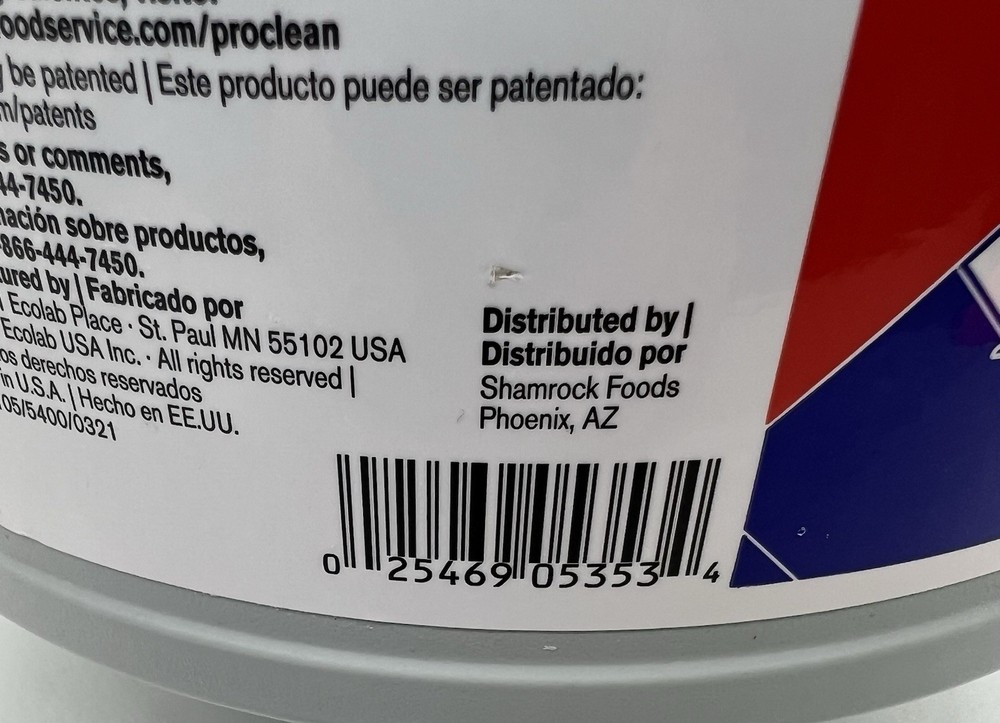 oodservice.com/proclean
be patented | Este producto puede ser patentado:
m/patents
s or comments,
44-7450.
mación sobre productos,
-866-444-7450.
ured by | Fabricado por
Ecolab Place · St. Paul MN 55102 USA
Ecolab USA Inc. · All rights reserved |
os derechos reservados
in U.S.A. | Hecho en EE.UU.
05/5400/0321
Distributed by |
Distribuido por
Shamrock Foods
Phoenix, AZ
0 25469 05353 4